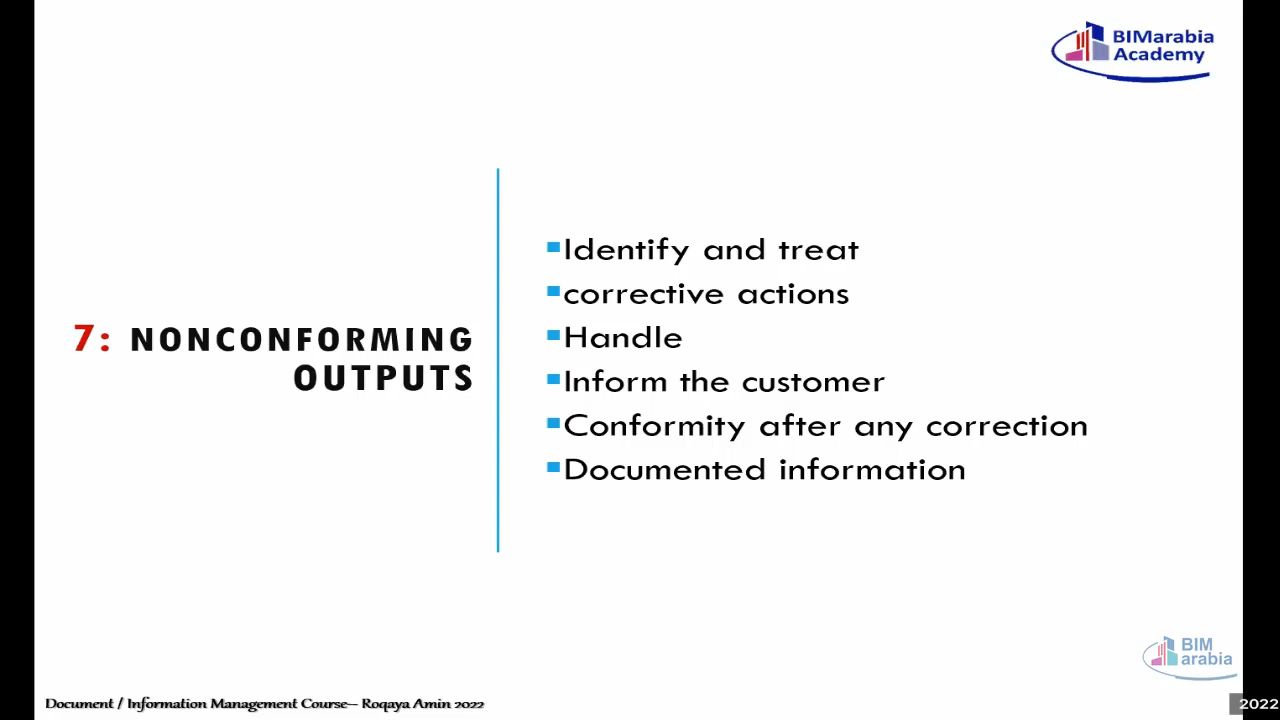 BIMarabia
Academy
7: NONCONFORMING
OUTPUTS
Identify and treat
corrective actions
Handle
Inform the customer
Conformity after any correction
Documented information
BIM
arabia
Document / Information Management Course– Roqaya Amin 2022
2022